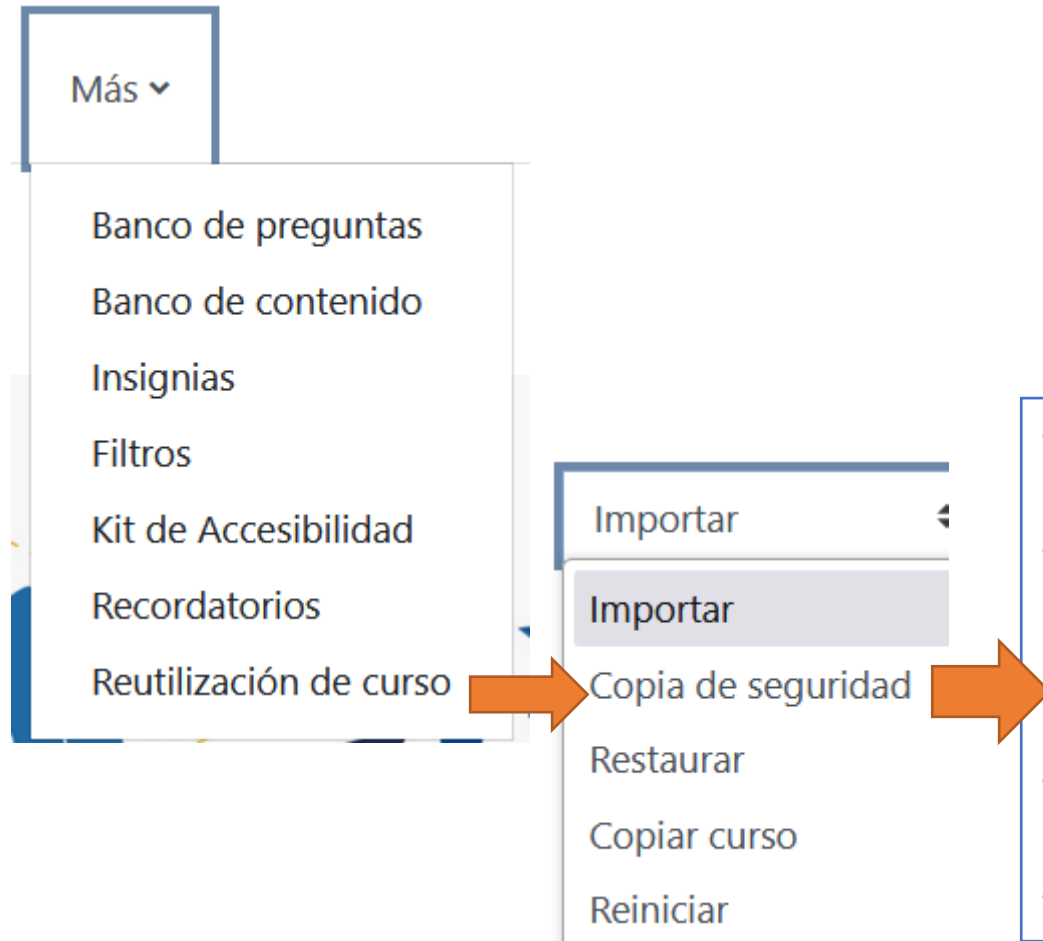 Más
Banco de preguntas
Banco de contenido
Insignias
Filtros
Kit de Accesibilidad
Recordatorios
Reutilización de curso
Importar
Importar
Copia de seguridad
Restaurar
Copiar curso
Reiniciar